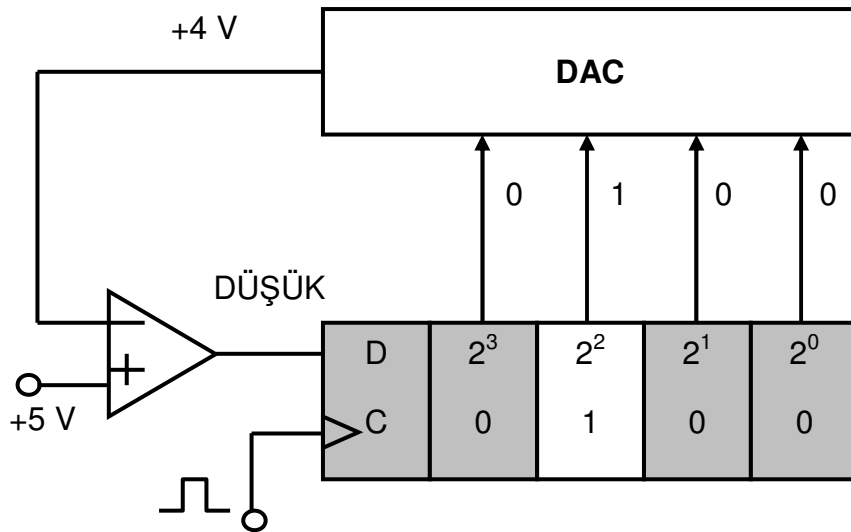 +4 V
DAC
0 1 0 0
DÜŞÜK
D 2³ 2² 2¹ 2⁰
+5 V
C 0 1 0 0